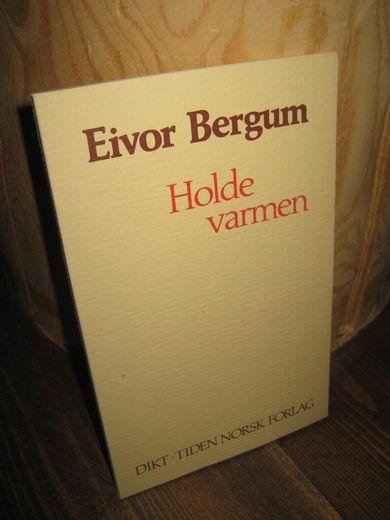 Eivor Bergum
Holde
varmen
DIKT · TIDEN NORSK FORLAG